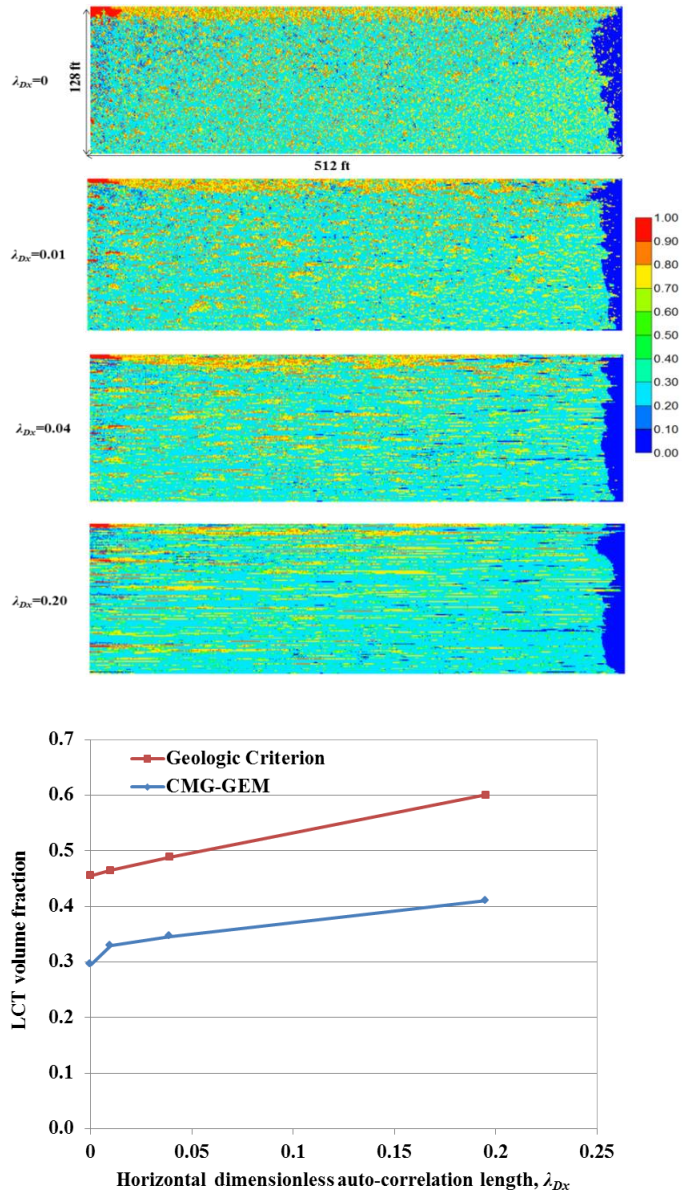 λDx=0
128 ft
512 ft
λDx=0.01
λDx=0.04
λDx=0.20
1.00
0.90
0.80
0.70
0.60
0.50
0.40
0.30
0.20
0.10
0.00
0.7
0.6
0.5
0.4
0.3
0.2
0.1
0.0
LCT volume fraction
Geologic Criterion
CMG-GEM
0 0.05 0.1 0.15 0.2 0.25
Horizontal dimensionless auto-correlation length, λDx